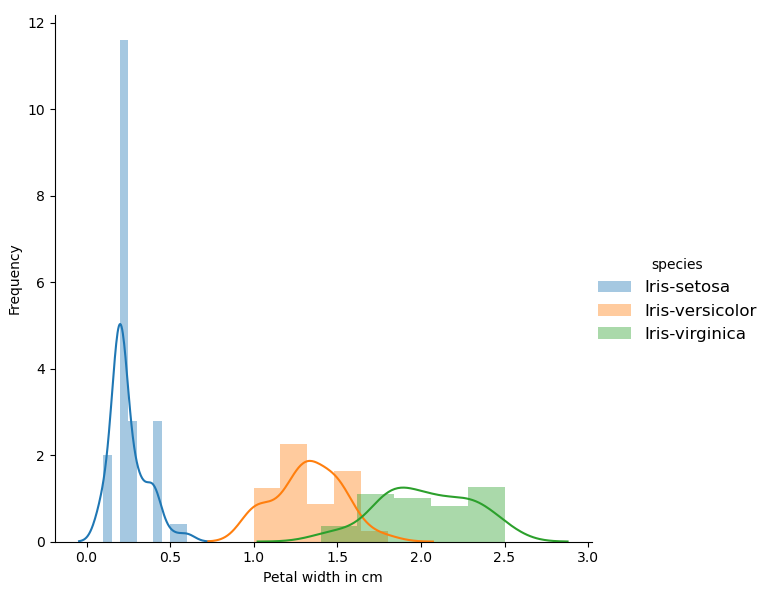 12
10
8
6
4
2
0
Frequency
0.0 0.5 1.0 1.5 2.0 2.5 3.0
Petal width in cm
species
Iris-setosa
Iris-versicolor
Iris-virginica